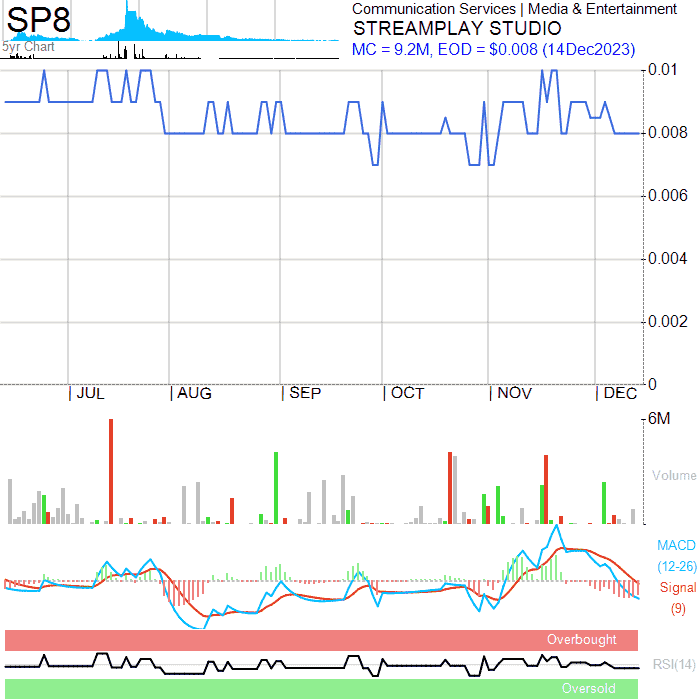 SP8
5yr Chart
Communication Services | Media & Entertainment
STREAMPLAY STUDIO
MC = 9.2M, EOD = $0.008 (14Dec2023)
0.01
0.008
0.006
0.004
0.002
0
JUL AUG SEP OCT NOV DEC
6M
Volume
MACD
(12-26)
Signal
(9)
Overbought
RSI(14)
Oversold